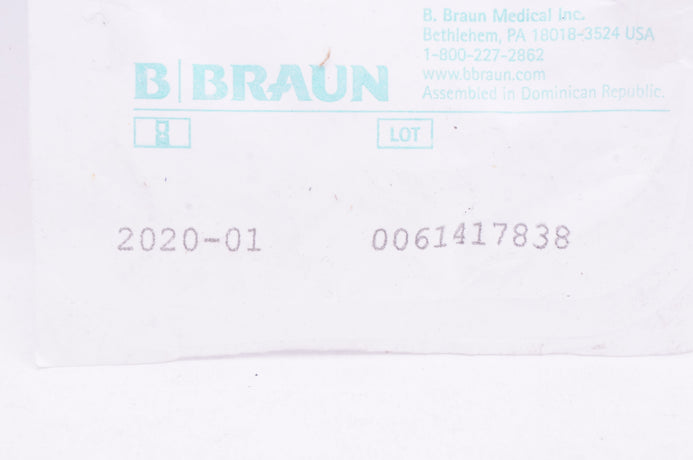 B. Braun Medical Inc.
Bethlehem, PA 18018-3524 USA
1-800-227-2862
www.bbraun.com
Assembled in Dominican Republic.
B|BRAUN
LOT
2020-01 0061417838